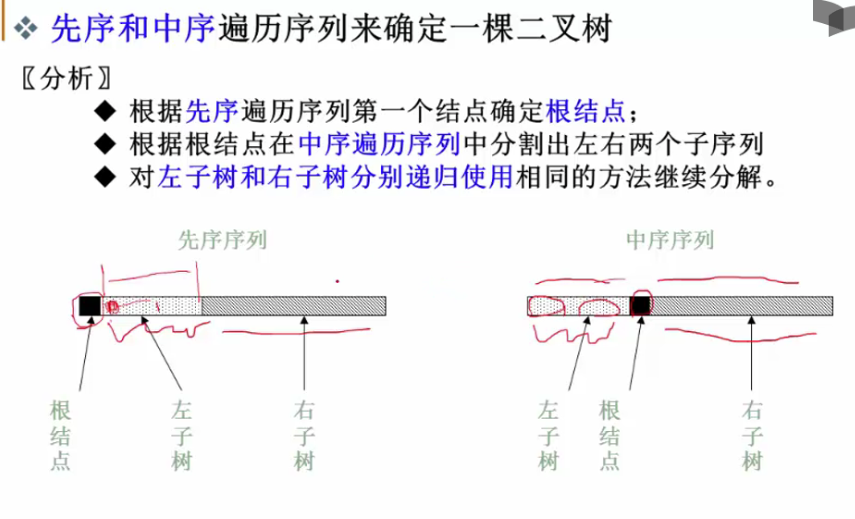 ❖ 先序和中序遍历序列来确定一棵二叉树
〖分析〗
◆ 根据先序遍历序列第一个结点确定根结点；
◆ 根据根结点在中序遍历序列中分割出左右两个子序列
◆ 对左子树和右子树分别递归使用相同的方法继续分解。
先序序列
中序序列
根结点
左子树
右子树
左子树
根结点
右子树